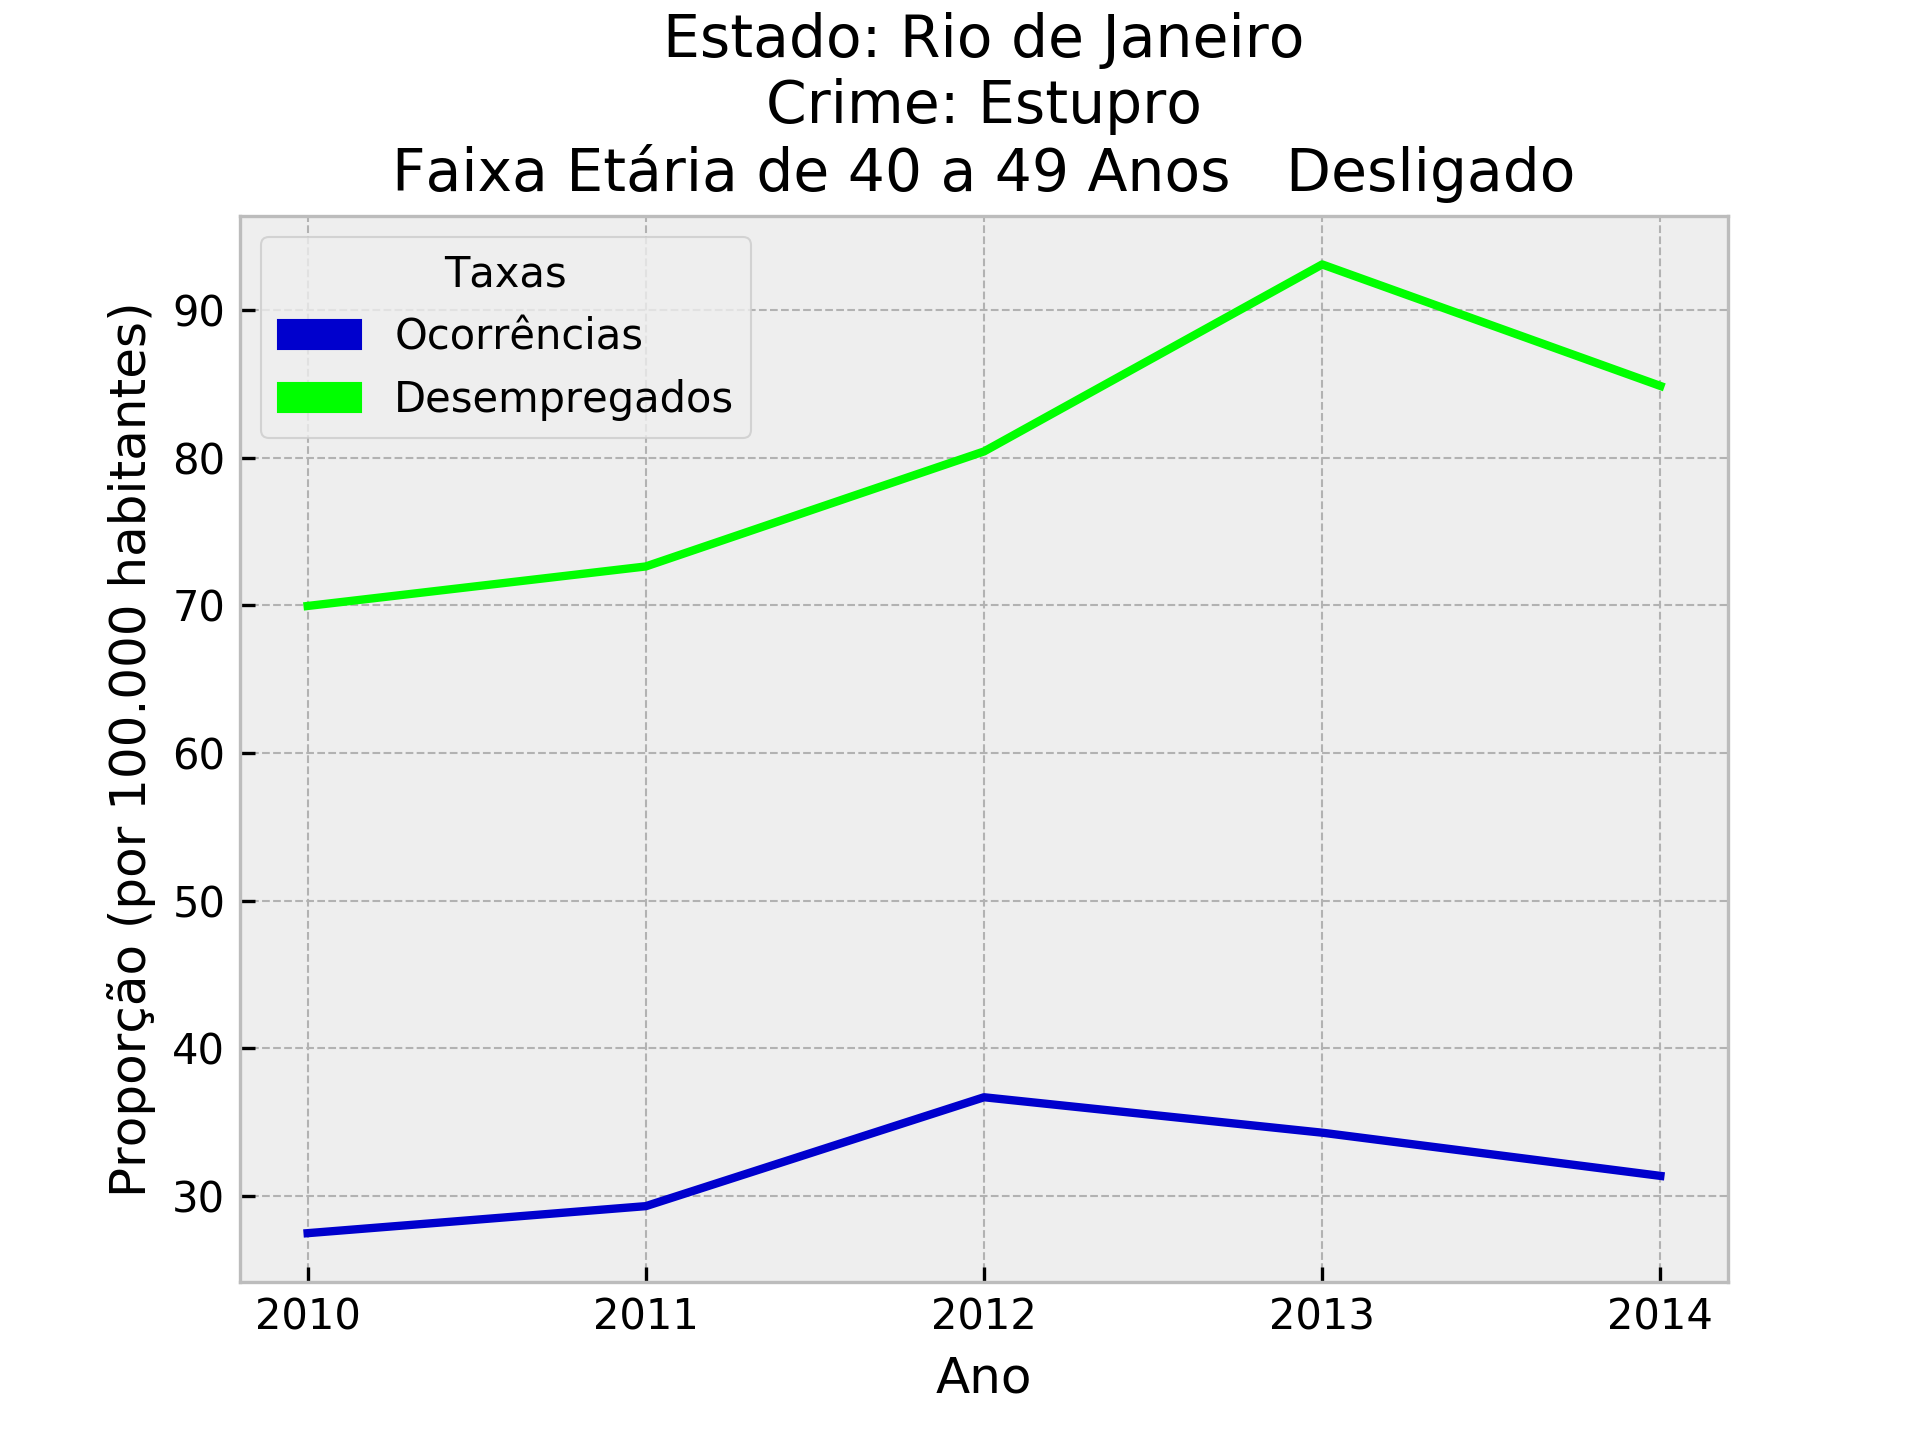 Estado: Rio de Janeiro
Crime: Estupro
Faixa Etária de 40 a 49 Anos   Desligado
Taxas
Ocorrências
Desempregados
Proporção (por 100.000 habitantes)
90
80
70
60
50
40
30
2010 2011 2012 2013 2014
Ano